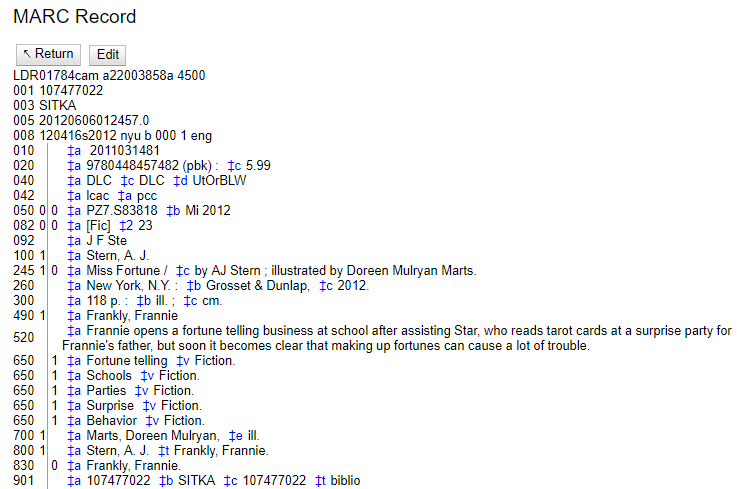 MARC Record
↖ Return Edit
LDR01784cam a22003858a 4500
001 107477022
003 SITKA
005 20120606012457.0
008 120416s2012 nyu b 000 1 eng
010 ‡a 2011031481
020 ‡a 9780448457482 (pbk) : ‡c 5.99
040 ‡a DLC ‡c DLC ‡d UtOrBLW
042 ‡a lcac ‡a pcc
050 0 0 ‡a PZ7.S83818 ‡b Mi 2012
082 0 0 ‡a [Fic] ‡2 23
092 ‡a J F Ste
100 1 ‡a Stern, A. J.
245 1 0 ‡a Miss Fortune / ‡c by AJ Stern ; illustrated by Doreen Mulryan Marts.
260 ‡a New York, N.Y. : ‡b Grosset & Dunlap, ‡c 2012.
300 ‡a 118 p. : ‡b ill. ; ‡c cm.
490 1 ‡a Frankly, Frannie
520 ‡a Frannie opens a fortune telling business at school after assisting Star, who reads tarot cards at a surprise party for
Frannie's father, but soon it becomes clear that making up fortunes can cause a lot of trouble.
650 1 ‡a Fortune telling ‡v Fiction.
650 1 ‡a Schools ‡v Fiction.
650 1 ‡a Parties ‡v Fiction.
650 1 ‡a Surprise ‡v Fiction.
650 1 ‡a Behavior ‡v Fiction.
700 1 ‡a Marts, Doreen Mulryan, ‡e ill.
800 1 ‡a Stern, A. J. ‡t Frankly, Frannie.
830 0 ‡a Frankly, Frannie.
901 ‡a 107477022 ‡b SITKA ‡c 107477022 ‡t biblio